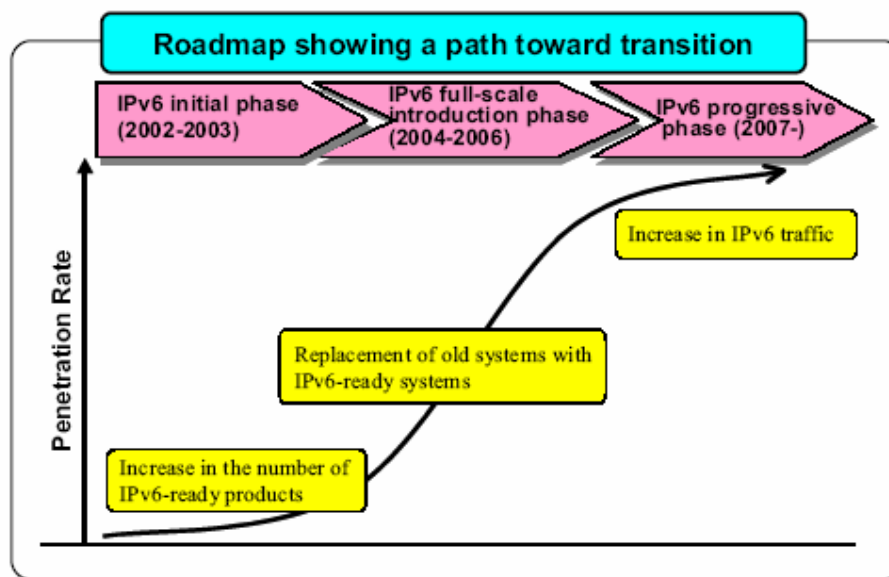 Roadmap showing a path toward transition
IPv6 initial phase
(2002-2003)
IPv6 full-scale
introduction phase
(2004-2006)
IPv6 progressive
phase (2007-)
Penetration Rate
Increase in IPv6 traffic
Replacement of old systems with
IPv6-ready systems
Increase in the number of
IPv6-ready products